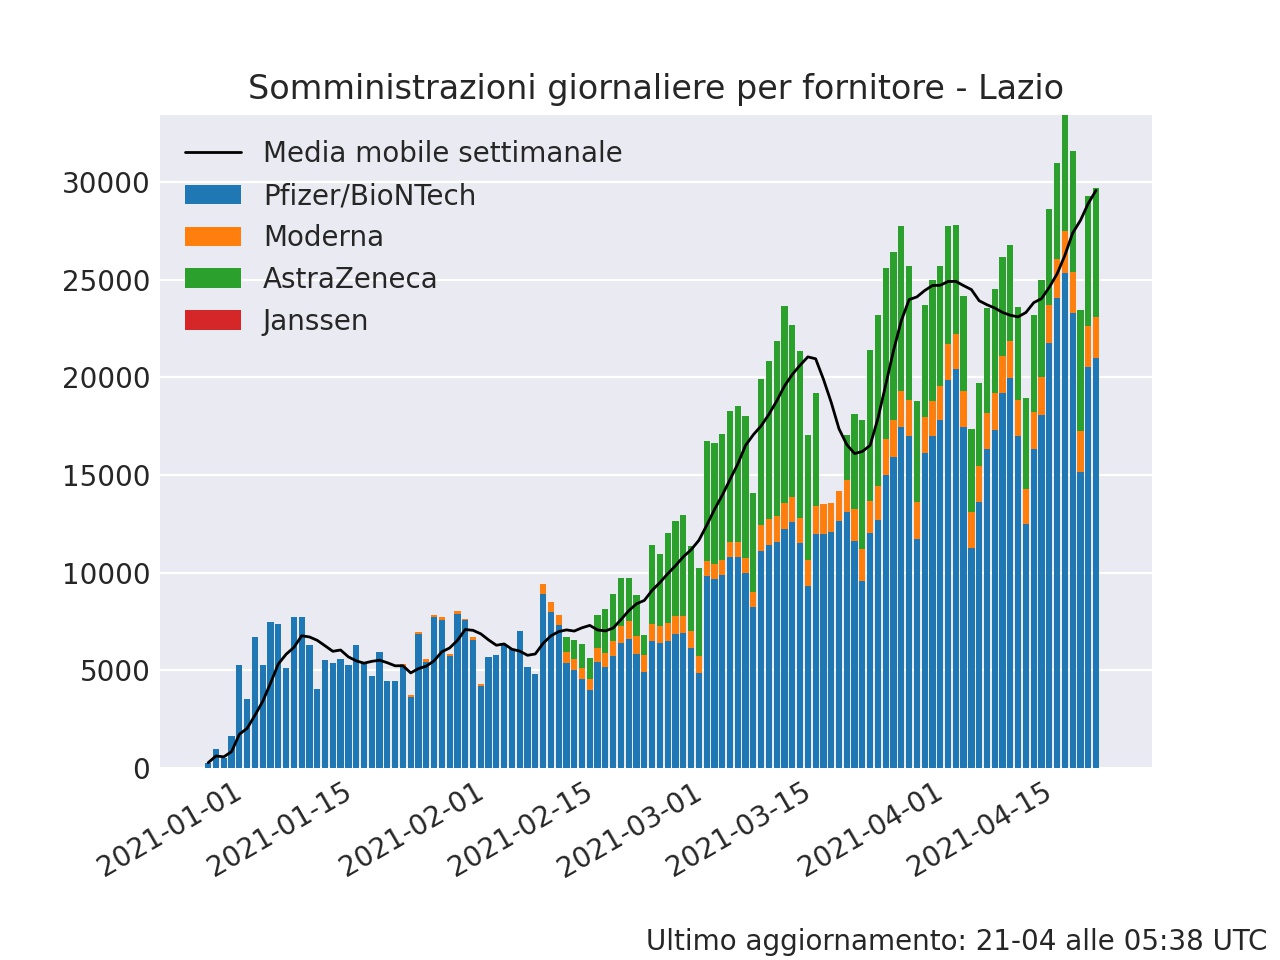 Somministrazioni giornaliere per fornitore - Lazio
Media mobile settimanale
Pfizer/BioNTech
Moderna
AstraZeneca
Janssen
30000
25000
20000
15000
10000
5000
0
2021-01-01
2021-01-15
2021-02-01
2021-02-15
2021-03-01
2021-03-15
2021-04-01
2021-04-15
Ultimo aggiornamento: 21-04 alle 05:38 UTC